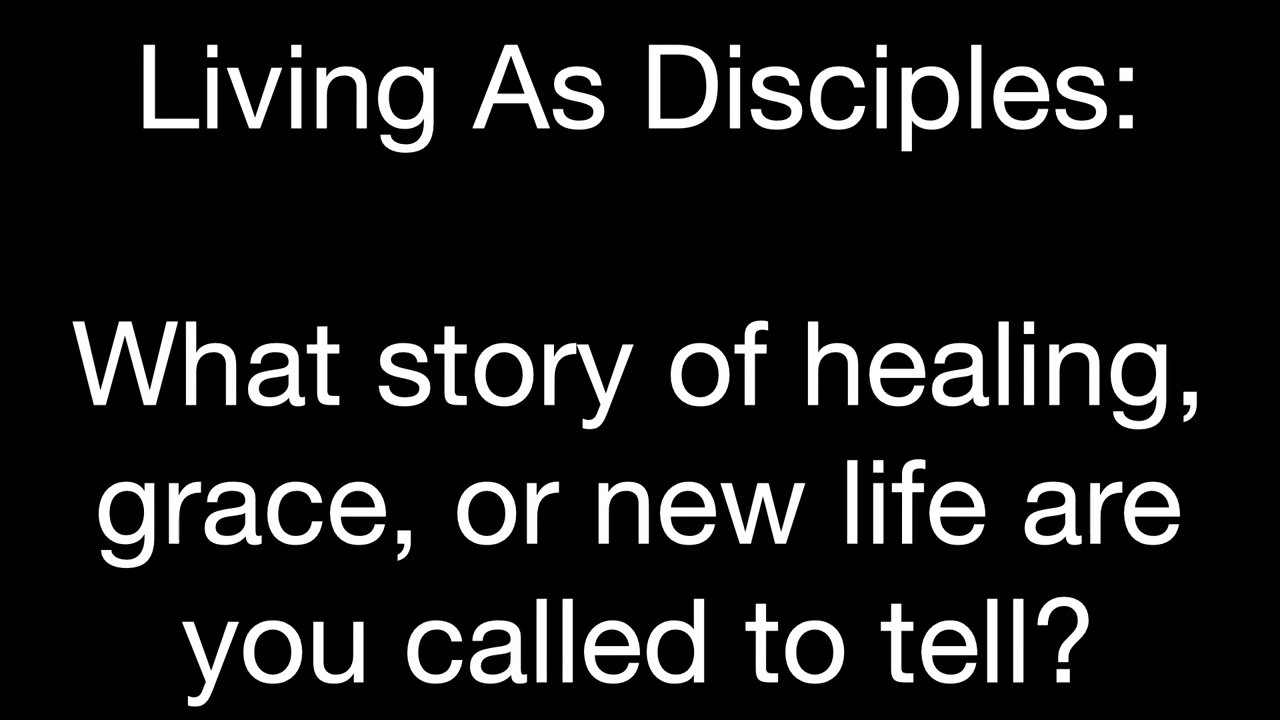 Living As Disciples:
What story of healing,
grace, or new life are
you called to tell?